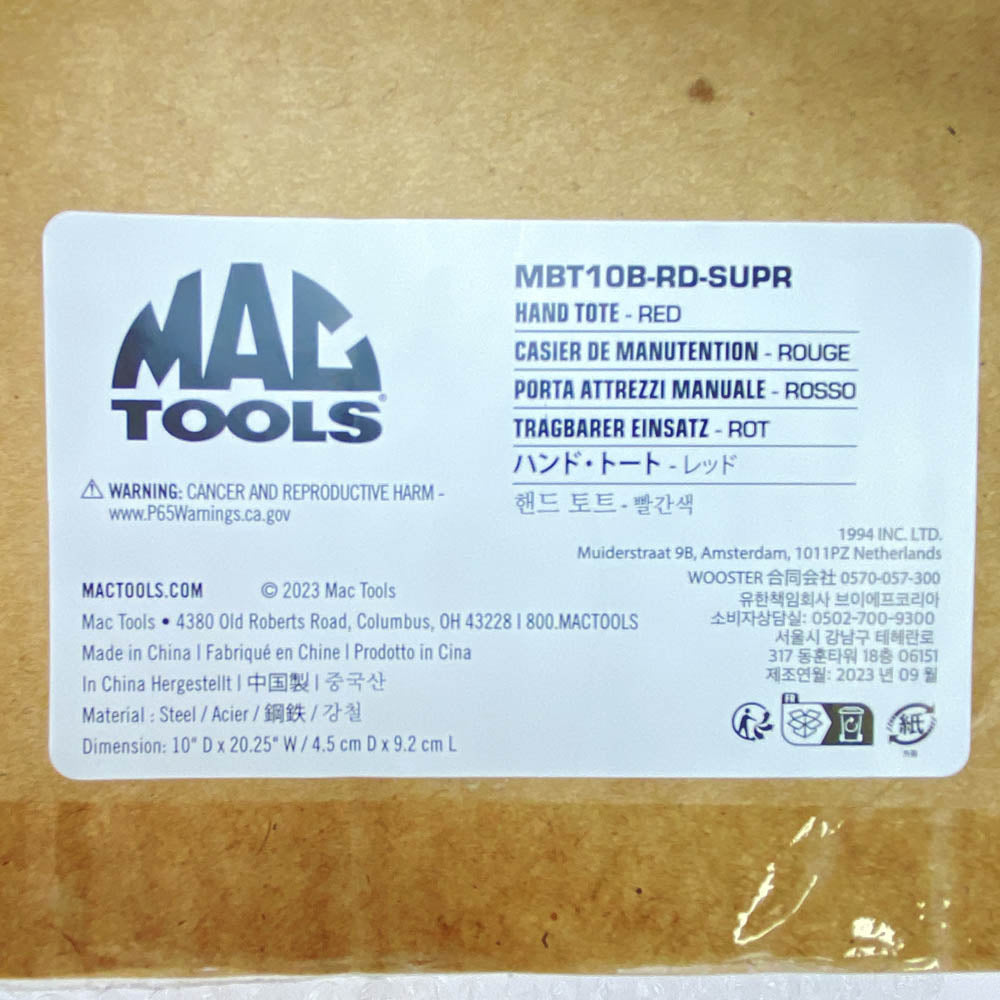 MAC
TOOLS®
WARNING: CANCER AND REPRODUCTIVE HARM -
www.P65Warnings.ca.gov
MBT10B-RD-SUPR
HAND TOTE - RED
CASIER DE MANUTENTION - ROUGE
PORTA ATTREZZI MANUALE - ROSSO
TRAGBARER EINSATZ - ROT
ハンド・トート - レッド
핸드 토트 - 빨간색
1994 INC. LTD.
Muiderstraat 9B, Amsterdam, 1011PZ Netherlands
WOOSTER 合同会社 0570-057-300
유한책임회사 브이에프코리아
소비자상담실: 0502-700-9300
서울시 강남구 테헤란로
317 동훈타워 18층 06151
제조연월: 2023 년 09 월
MACTOOLS.COM © 2023 Mac Tools
Mac Tools • 4380 Old Roberts Road, Columbus, OH 43228 | 800.MACTOOLS
Made in China | Fabriqué en Chine | Prodotto in Cina
In China Hergestellt | 中国製 | 중국산
Material : Steel / Acier / 鋼鉄 / 강철
Dimension: 10" D x 20.25" W / 4.5 cm D x 9.2 cm L
FR
紙